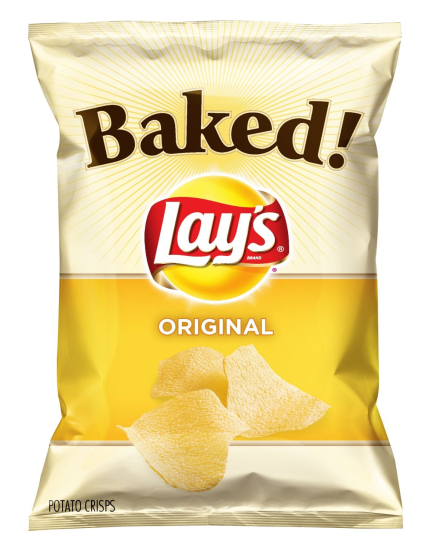 Baked!
Lay's®
BRAND
ORIGINAL
POTATO CRISPS